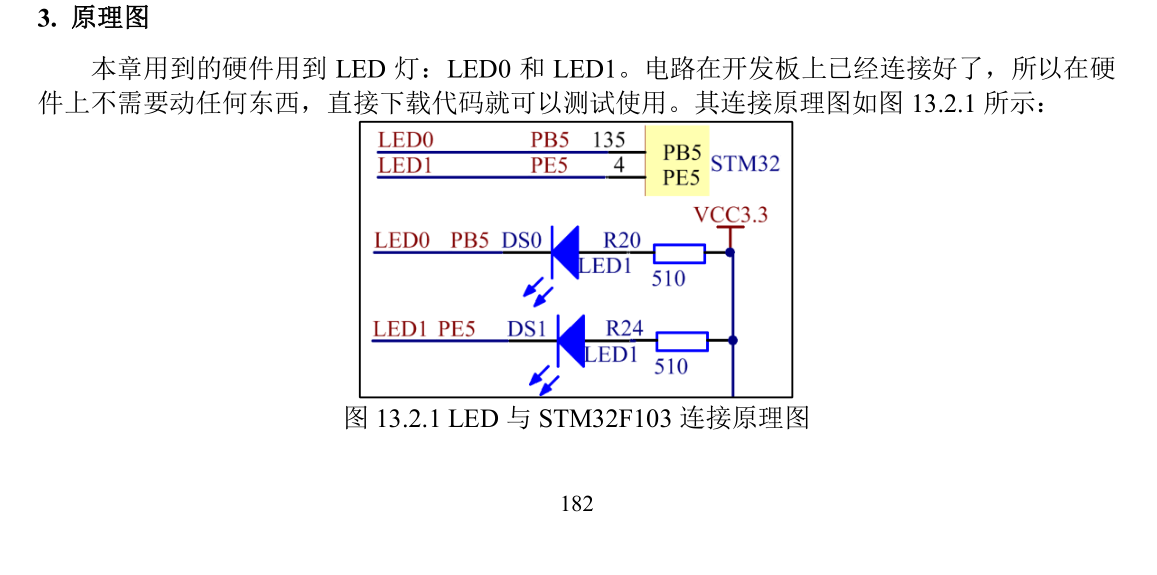 3. 原理图
本章用到的硬件用到 LED 灯：LED0 和 LED1。电路在开发板上已经连接好了，所以在硬
件上不需要动任何东西，直接下载代码就可以测试使用。其连接原理图如图 13.2.1 所示：
LED0 PB5 135
LED1 PE5 4
PB5 STM32
PE5
VCC3.3
LED0 PB5 DS0 R20
LED1
510
LED1 PE5 DS1 R24
LED1
510
图 13.2.1 LED 与 STM32F103 连接原理图
182